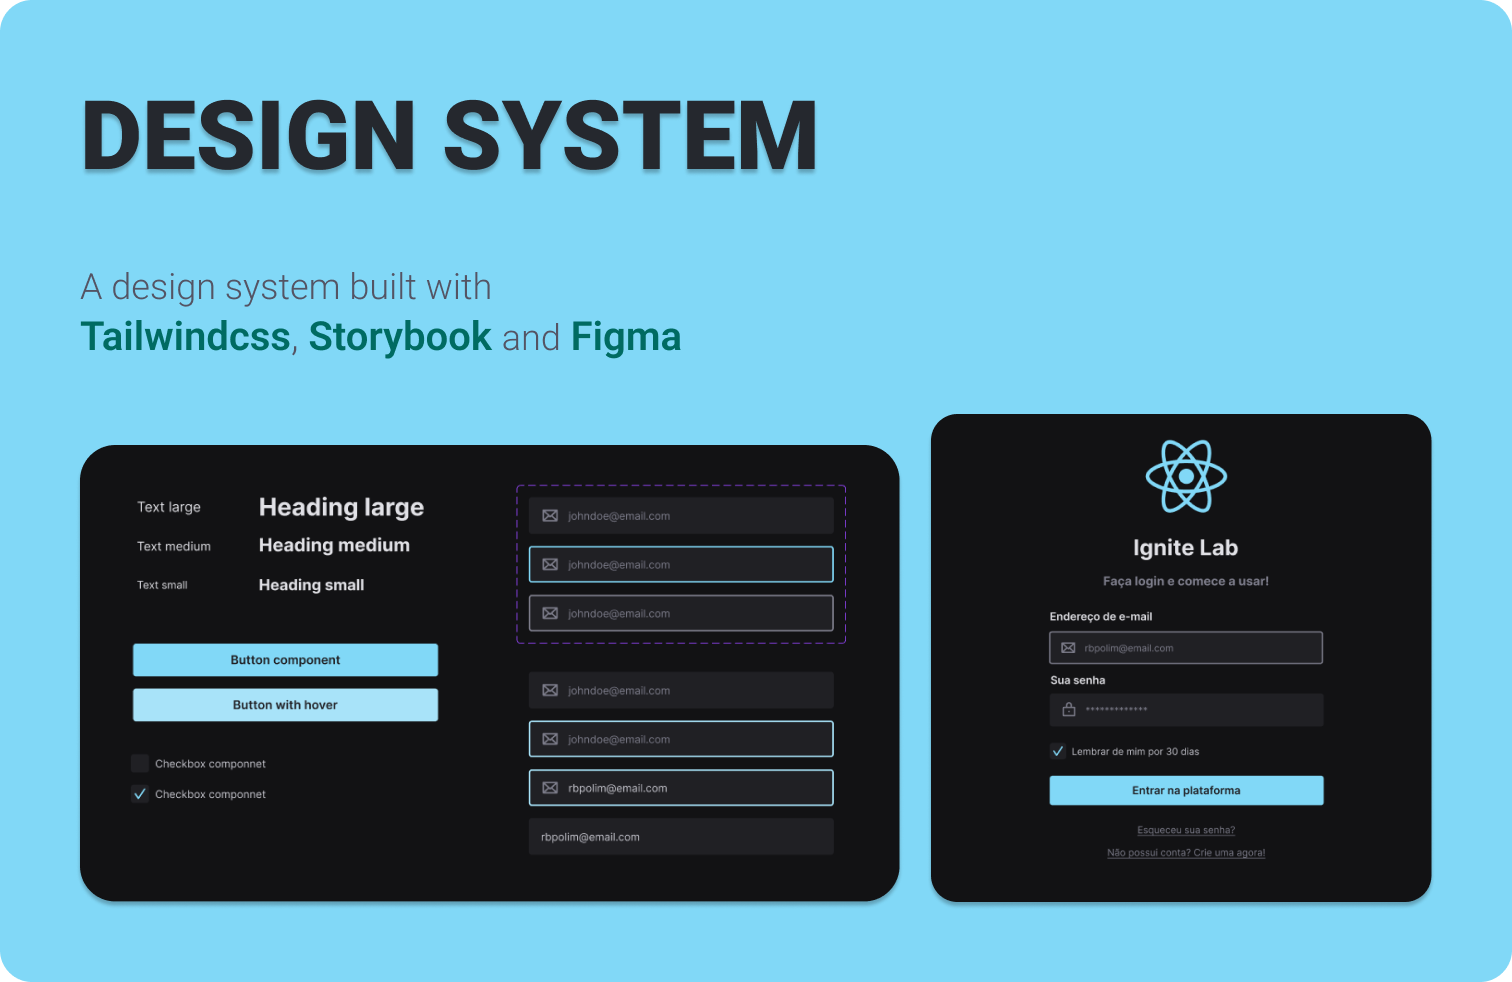 DESIGN SYSTEM
A design system built with
Tailwindcss, Storybook and Figma
Text large
Heading large
Text medium
Heading medium
Text small
Heading small
Button component
Button with hover
Checkbox componnet
Checkbox componnet
johndoe@email.com
johndoe@email.com
johndoe@email.com
johndoe@email.com
johndoe@email.com
rbpolim@email.com
rbpolim@email.com
Ignite Lab
Faça login e comece a usar!
Endereço de e-mail
rbpolim@email.com
Sua senha
*************
Lembrar de mim por 30 dias
Entrar na plataforma
Esqueceu sua senha?
Não possui conta? Crie uma agora!